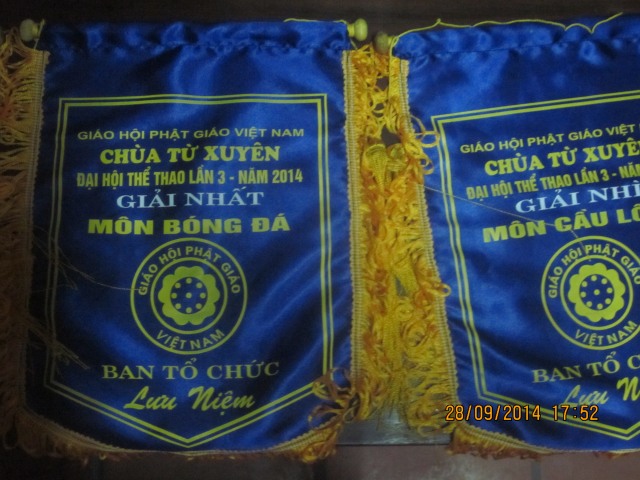 GIÁO HỘI PHẬT GIÁO VIỆT NAM
CHÙA TỪ XUYÊN
ĐẠI HỘI THỂ THAO LẦN 3 - NĂM 2014
GIẢI NHẤT
MÔN BÓNG ĐÁ
GIÁO HỘI PHẬT GIÁO
VIỆT NAM
BAN TỔ CHỨC
Lưu Niệm
GIÁO HỘI PHẬT GIÁO VIỆT
CHÙA TỪ XUYÊ
ĐẠI HỘI THỂ THAO LẦN 3 - NĂ
GIẢI NHÌ
MÔN CẦU LÔ
GIÁO HỘI PHẬT GIÁO
VIỆT NAM
BAN TỔ C
Lưu
28/09/2014 17:52